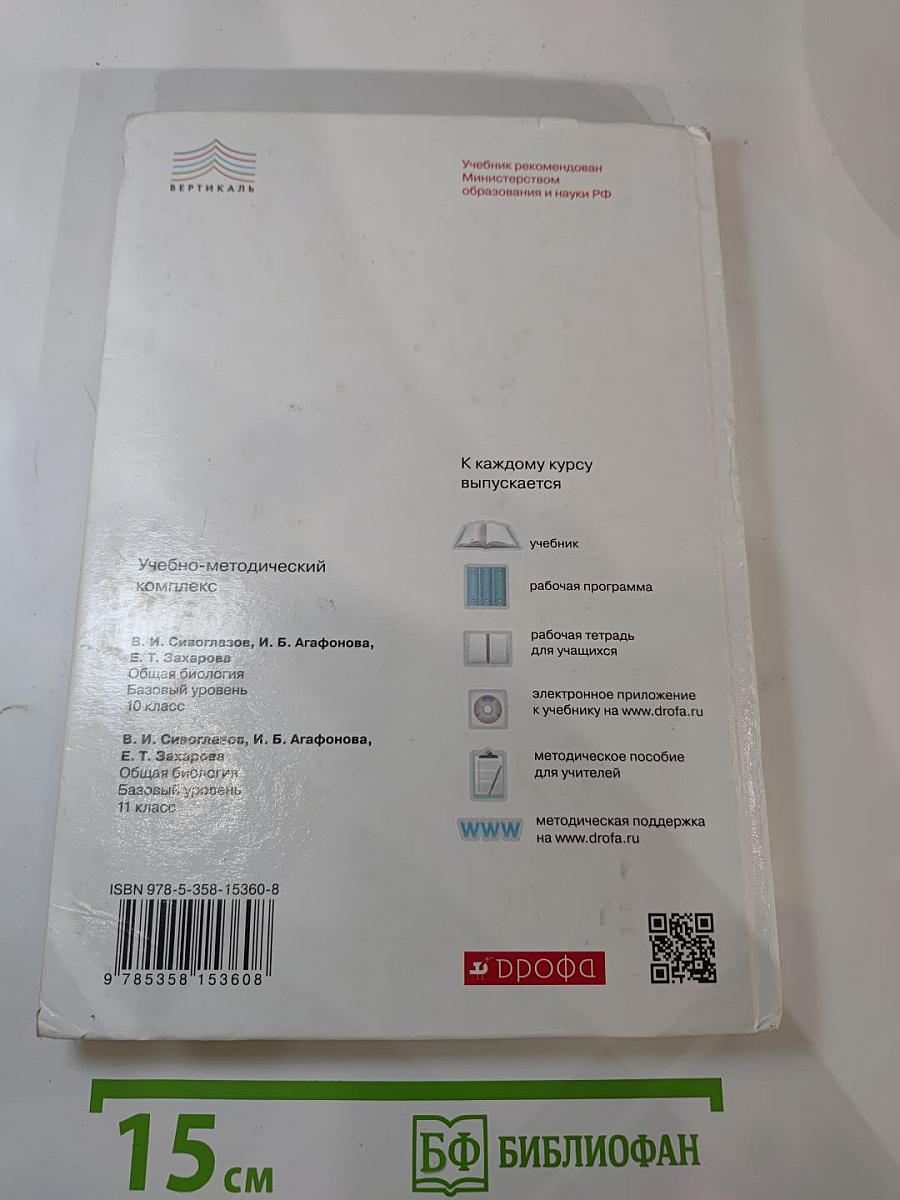 ВЕРТИКАЛЬ
Учебник рекомендован
Министерством
образования и науки РФ
К каждому курсу
выпускается
учебник
рабочая программа
рабочая тетрадь
для учащихся
электронное приложение
к учебнику на www.drofa.ru
методическое пособие
для учителей
www
методическая поддержка
на www.drofa.ru
Учебно-методический
комплекс
В. И. Сивоглазов, И. Б. Агафонова,
Е. Т. Захарова
Общая биология
Базовый уровень
10 класс
В. И. Сивоглазов, И. Б. Агафонова,
Е. Т. Захарова
Общая биология
Базовый уровень
11 класс
ISBN 978-5-358-15360-8
9 785358 153608
дрофа
15 см
БФ БИБЛИОФАН